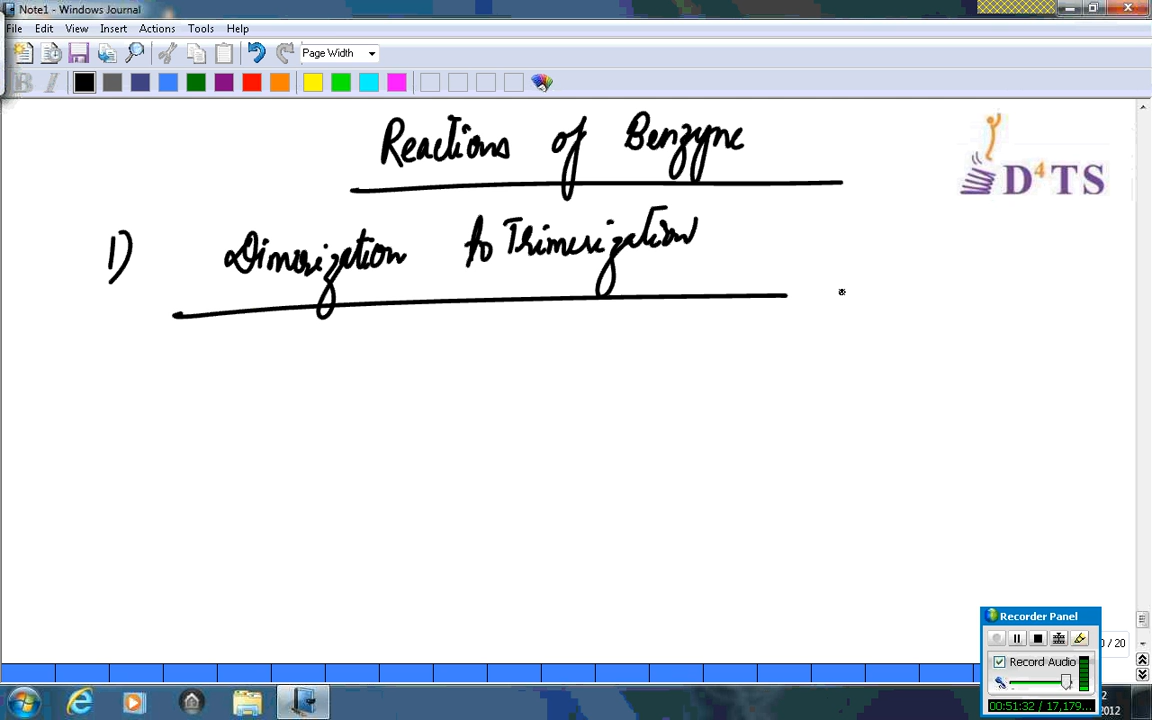 Note1 - Windows Journal
File Edit View Insert Actions Tools Help
Page Width
B I
Reactions of Benzyne
D4TS
1) Dimerization to Trimerization
Recorder Panel
/ 20
Record Audio
00:51:32 / 17,179...
2012